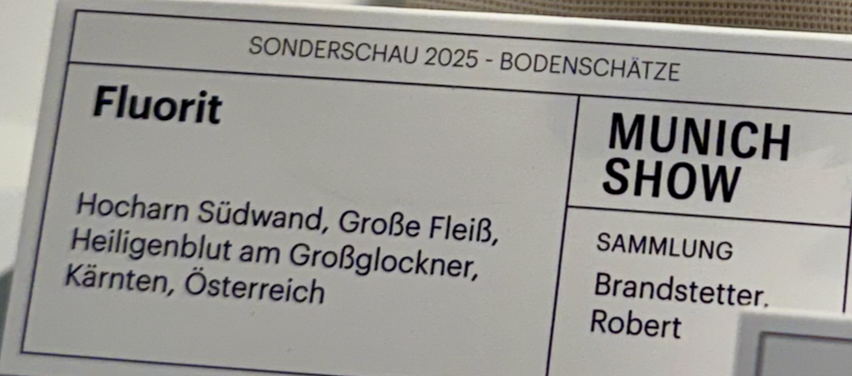 SONDERSCHAU 2025 - BODENSCHÄTZE
Fluorit
Hocharn Südwand, Große Fleiß,
Heiligenblut am Großglockner,
Kärnten, Österreich
MUNICH
SHOW
SAMMLUNG
Brandstetter.
Robert